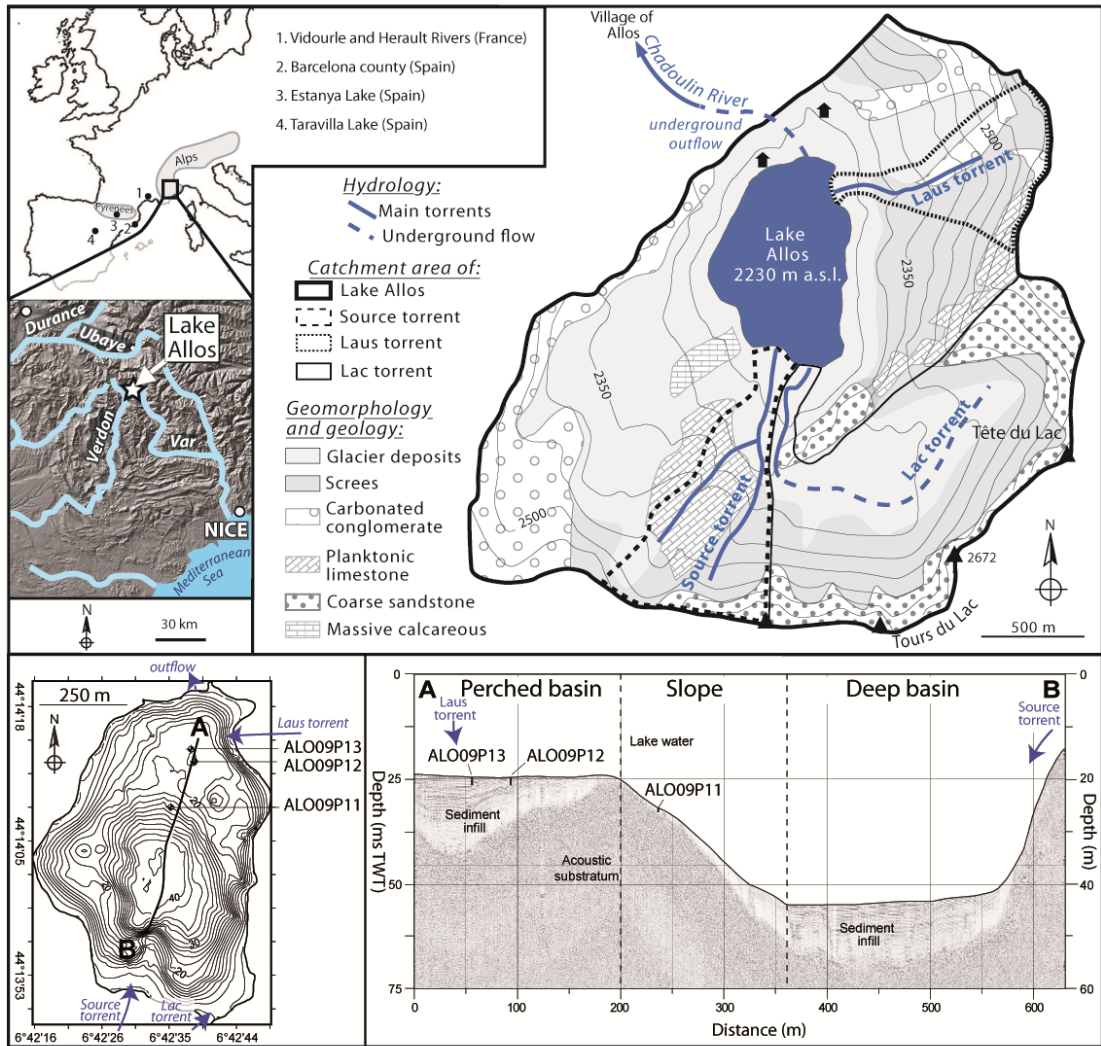 1. Vidourle and Herault Rivers (France)
2. Barcelona county (Spain)
3. Estanya Lake (Spain)
4. Taravilla Lake (Spain)
Alps
Pyrenees
1
2
3
4
Durance
Ubaye
Lake
Allos
Verdon
Var
NICE
Mediterranean
Sea
N
30 km
Hydrology:
Main torrents
Underground flow
Catchment area of:
Lake Allos
Source torrent
Laus torrent
Lac torrent
Geomorphology
and geology:
Glacier deposits
Screes
Carbonated
conglomerate
Planktonic
limestone
Coarse sandstone
Massive calcareous
Village of
Allos
Chadoulin River
underground
outflow
2500
Laus torrent
Lake
Allos
2230 m a.s.l.
2350
2350
Tête du Lac
Lac torrent
2500
Source torrent
2672
N
Tours du Lac
500 m
outflow
250 m
N
A
Laus torrent
ALO09P13
ALO09P12
ALO09P11
20
40
40
30
20
B
Source
torrent
Lac
torrent
44°14'18
44°14'05
44°13'53
6°42'16
6°42'26
6°42'35
6°42'44
A
Perched basin
Slope
Deep basin
B
Laus
torrent
Source
torrent
ALO09P13
ALO09P12
Lake water
ALO09P11
Sediment
infill
Acoustic
substratum
Sediment
infill
Depth (ms TWT)
0
25
50
75
Depth (m)
0
20
40
60
0
100
200
300
400
500
600
Distance (m)